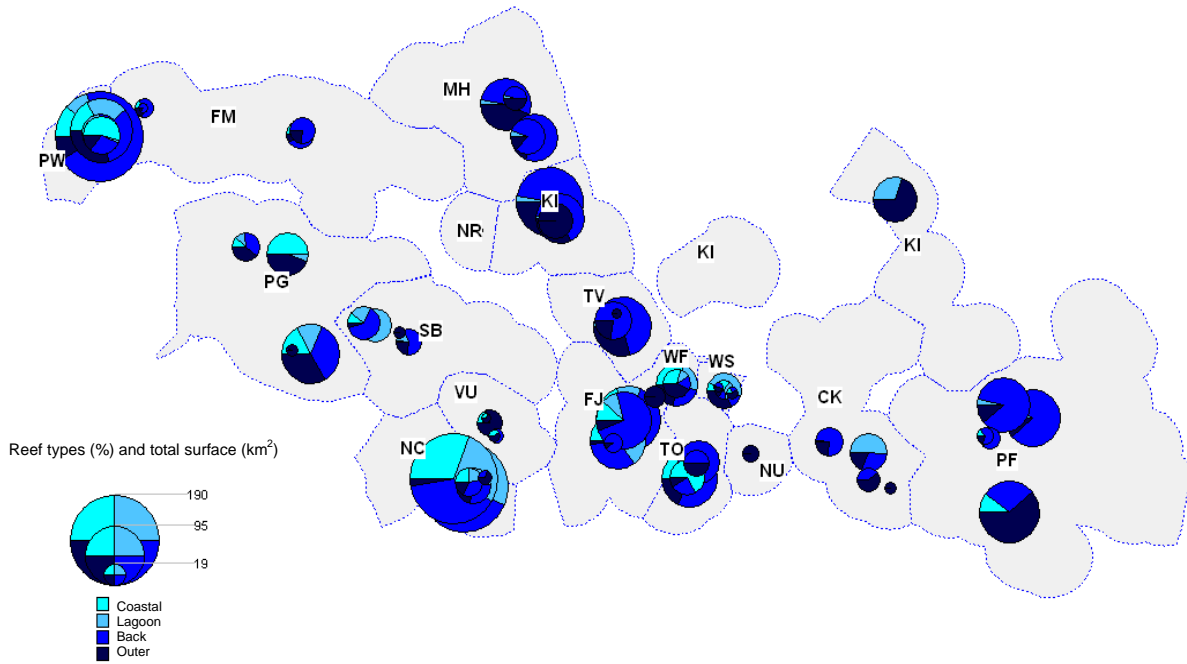 MH
FM
PW
KI
NR
KI
KI
PG
TV
SB
WF
WS
VU
FJ
CK
NC
TO
NU
PF
Reef types (%) and total surface (km²)
190
95
19
Coastal
Lagoon
Back
Outer